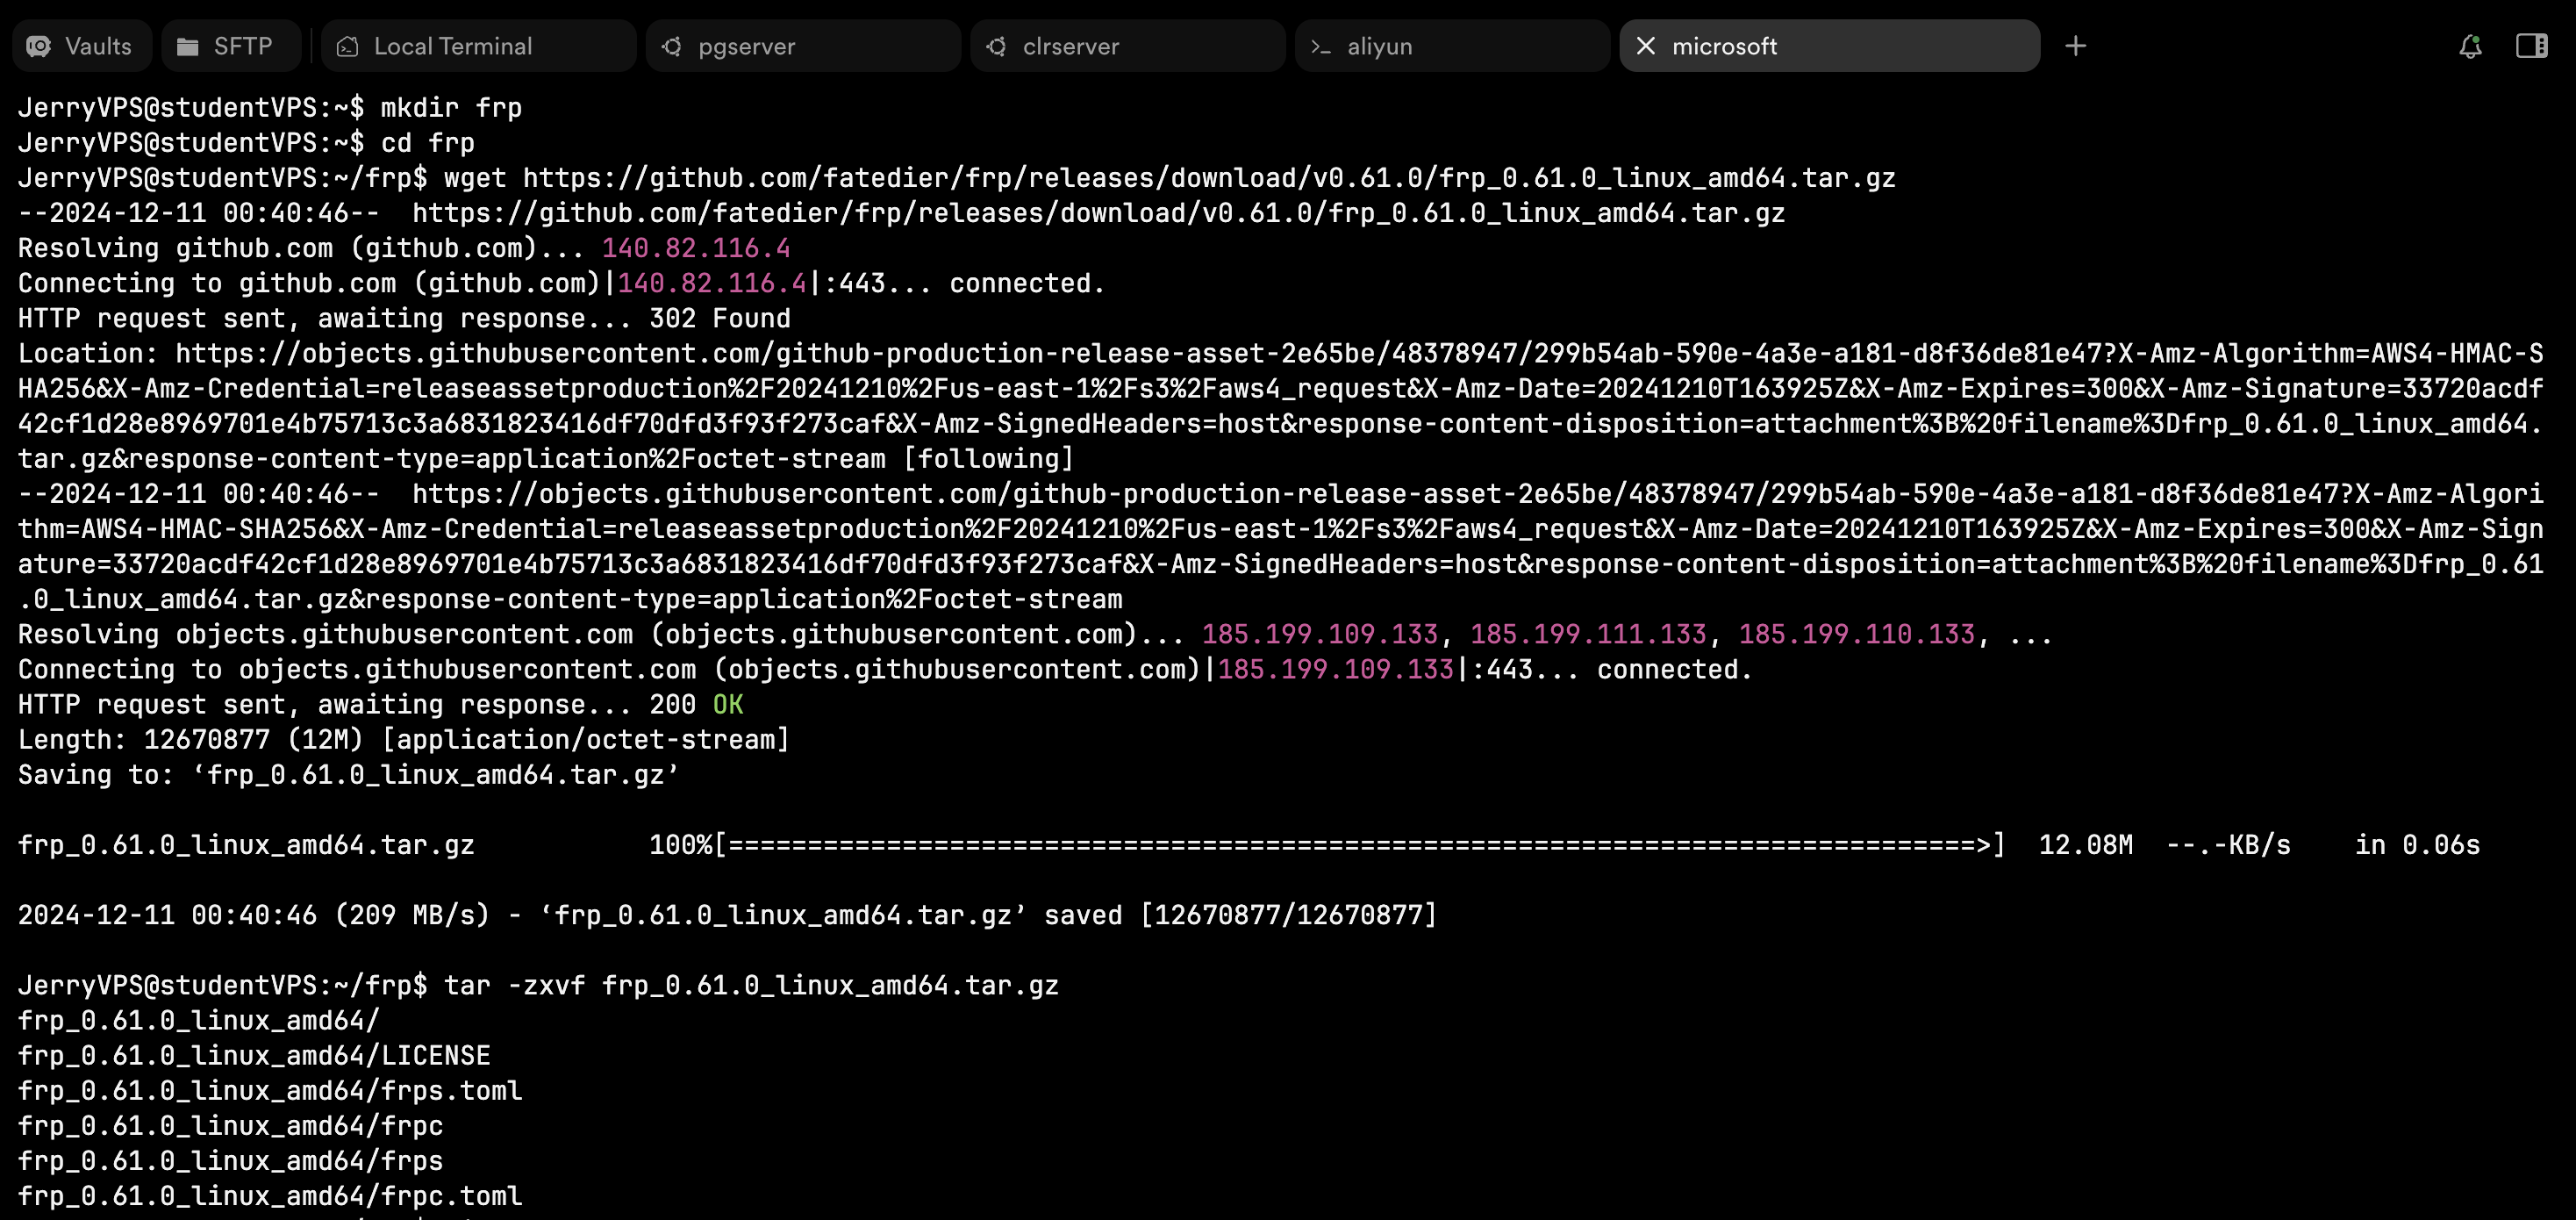 Vaults SFTP Local Terminal pgserver clrserver aliyun microsoft
JerryVPS@studentVPS:~$ mkdir frp
JerryVPS@studentVPS:~$ cd frp
JerryVPS@studentVPS:~/frp$ wget https://github.com/fatedier/frp/releases/download/v0.61.0/frp_0.61.0_linux_amd64.tar.gz
--2024-12-11 00:40:46--  https://github.com/fatedier/frp/releases/download/v0.61.0/frp_0.61.0_linux_amd64.tar.gz
Resolving github.com (github.com)... 140.82.116.4
Connecting to github.com (github.com)|140.82.116.4|:443... connected.
HTTP request sent, awaiting response... 302 Found
Location: https://objects.githubusercontent.com/github-production-release-asset-2e65be/48378947/299b54ab-590e-4a3e-a181-d8f36de81e47?X-Amz-Algorithm=AWS4-HMAC-S
HA256&X-Amz-Credential=releaseassetproduction%2F20241210%2Fus-east-1%2Fs3%2Faws4_request&X-Amz-Date=20241210T163925Z&X-Amz-Expires=300&X-Amz-Signature=33720acdf
42cf1d28e8969701e4b75713c3a6831823416df70dfd3f93f273caf&X-Amz-SignedHeaders=host&response-content-disposition=attachment%3B%20filename%3Dfrp_0.61.0_linux_amd64.
tar.gz&response-content-type=application%2Foctet-stream [following]
--2024-12-11 00:40:46--  https://objects.githubusercontent.com/github-production-release-asset-2e65be/48378947/299b54ab-590e-4a3e-a181-d8f36de81e47?X-Amz-Algori
thm=AWS4-HMAC-SHA256&X-Amz-Credential=releaseassetproduction%2F20241210%2Fus-east-1%2Fs3%2Faws4_request&X-Amz-Date=20241210T163925Z&X-Amz-Expires=300&X-Amz-Sign
ature=33720acdf42cf1d28e8969701e4b75713c3a6831823416df70dfd3f93f273caf&X-Amz-SignedHeaders=host&response-content-disposition=attachment%3B%20filename%3Dfrp_0.61
.0_linux_amd64.tar.gz&response-content-type=application%2Foctet-stream
Resolving objects.githubusercontent.com (objects.githubusercontent.com)... 185.199.109.133, 185.199.111.133, 185.199.110.133, ...
Connecting to objects.githubusercontent.com (objects.githubusercontent.com)|185.199.109.133|:443... connected.
HTTP request sent, awaiting response... 200 OK
Length: 12670877 (12M) [application/octet-stream]
Saving to: ‘frp_0.61.0_linux_amd64.tar.gz’
frp_0.61.0_linux_amd64.tar.gz 100%[===============================================================================>] 12.08M --.-KB/s in 0.06s
2024-12-11 00:40:46 (209 MB/s) - ‘frp_0.61.0_linux_amd64.tar.gz’ saved [12670877/12670877]
JerryVPS@studentVPS:~/frp$ tar -zxvf frp_0.61.0_linux_amd64.tar.gz
frp_0.61.0_linux_amd64/
frp_0.61.0_linux_amd64/LICENSE
frp_0.61.0_linux_amd64/frps.toml
frp_0.61.0_linux_amd64/frpc
frp_0.61.0_linux_amd64/frps
frp_0.61.0_linux_amd64/frpc.toml